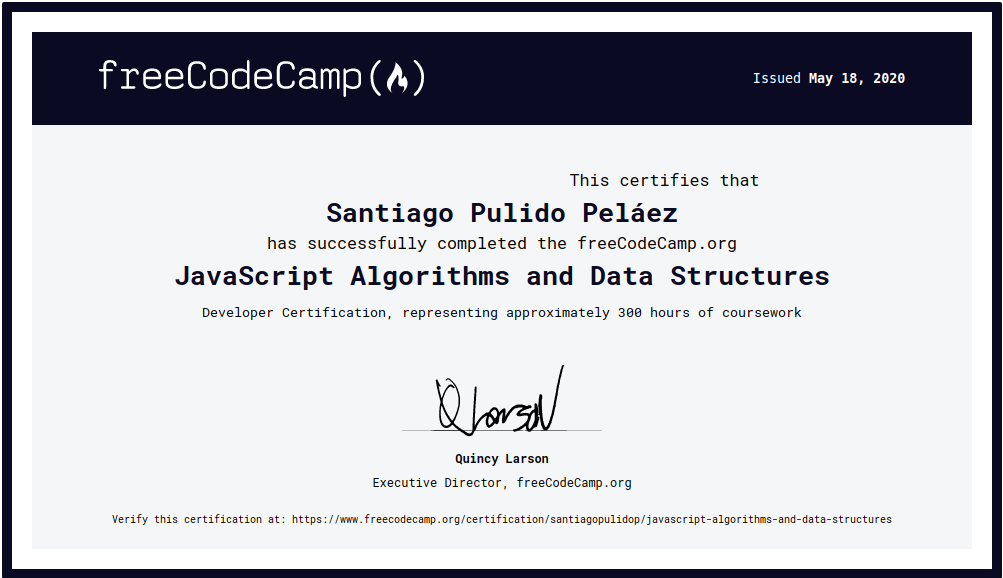 freeCodeCamp(🔥)
Issued May 18, 2020
This certifies that
Santiago Pulido Peláez
has successfully completed the freeCodeCamp.org
JavaScript Algorithms and Data Structures
Developer Certification, representing approximately 300 hours of coursework
Q Larson
Quincy Larson
Executive Director, freeCodeCamp.org
Verify this certification at: https://www.freecodecamp.org/certification/santiagopulidop/javascript-algorithms-and-data-structures